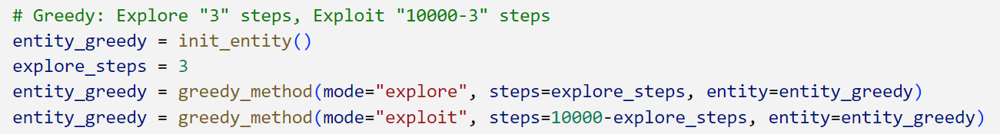 # Greedy: Explore "3" steps, Exploit "10000-3" steps
entity_greedy = init_entity()
explore_steps = 3
entity_greedy = greedy_method(mode="explore", steps=explore_steps, entity=entity_greedy)
entity_greedy = greedy_method(mode="exploit", steps=10000-explore_steps, entity=entity_greedy)